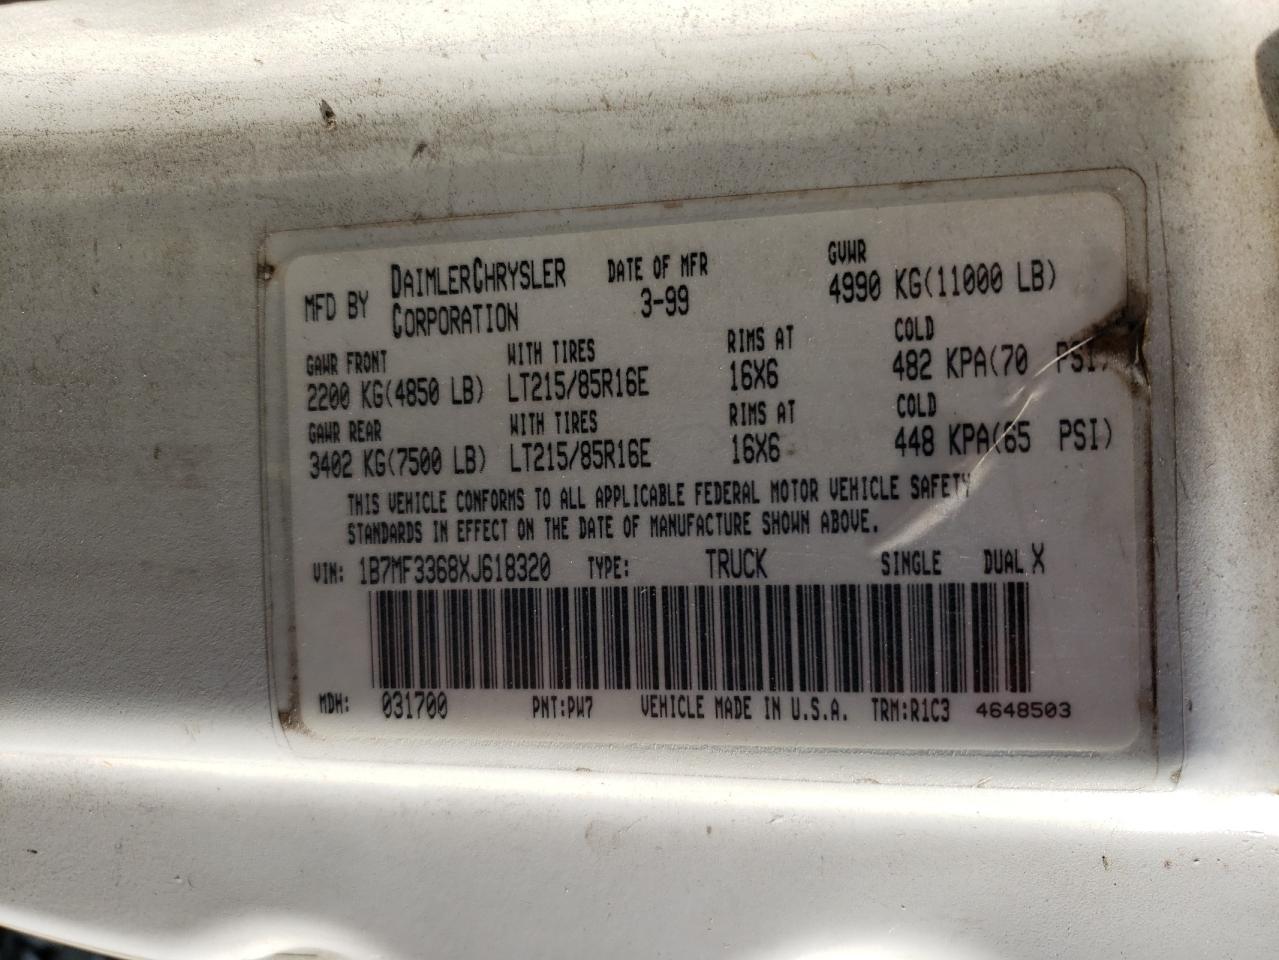 MFD BY DAIMLERCHRYSLER CORPORATION DATE OF MFR 3-99 GVWR 4990 KG(11000 LB)
GAWR FRONT WITH TIRES RIMS AT COLD
2200 KG(4850 LB) LT215/85R16E 16X6 482 KPA(70 PSI)
GAWR REAR WITH TIRES RIMS AT COLD
3402 KG(7500 LB) LT215/85R16E 16X6 448 KPA(65 PSI)
THIS VEHICLE CONFORMS TO ALL APPLICABLE FEDERAL MOTOR VEHICLE SAFETY
STANDARDS IN EFFECT ON THE DATE OF MANUFACTURE SHOWN ABOVE.
VIN: 1B7MF3368XJ618320 TYPE: TRUCK SINGLE DUAL X
MDH: 031700 PNT:PW7 VEHICLE MADE IN U.S.A. TRM:R1C3 4648503